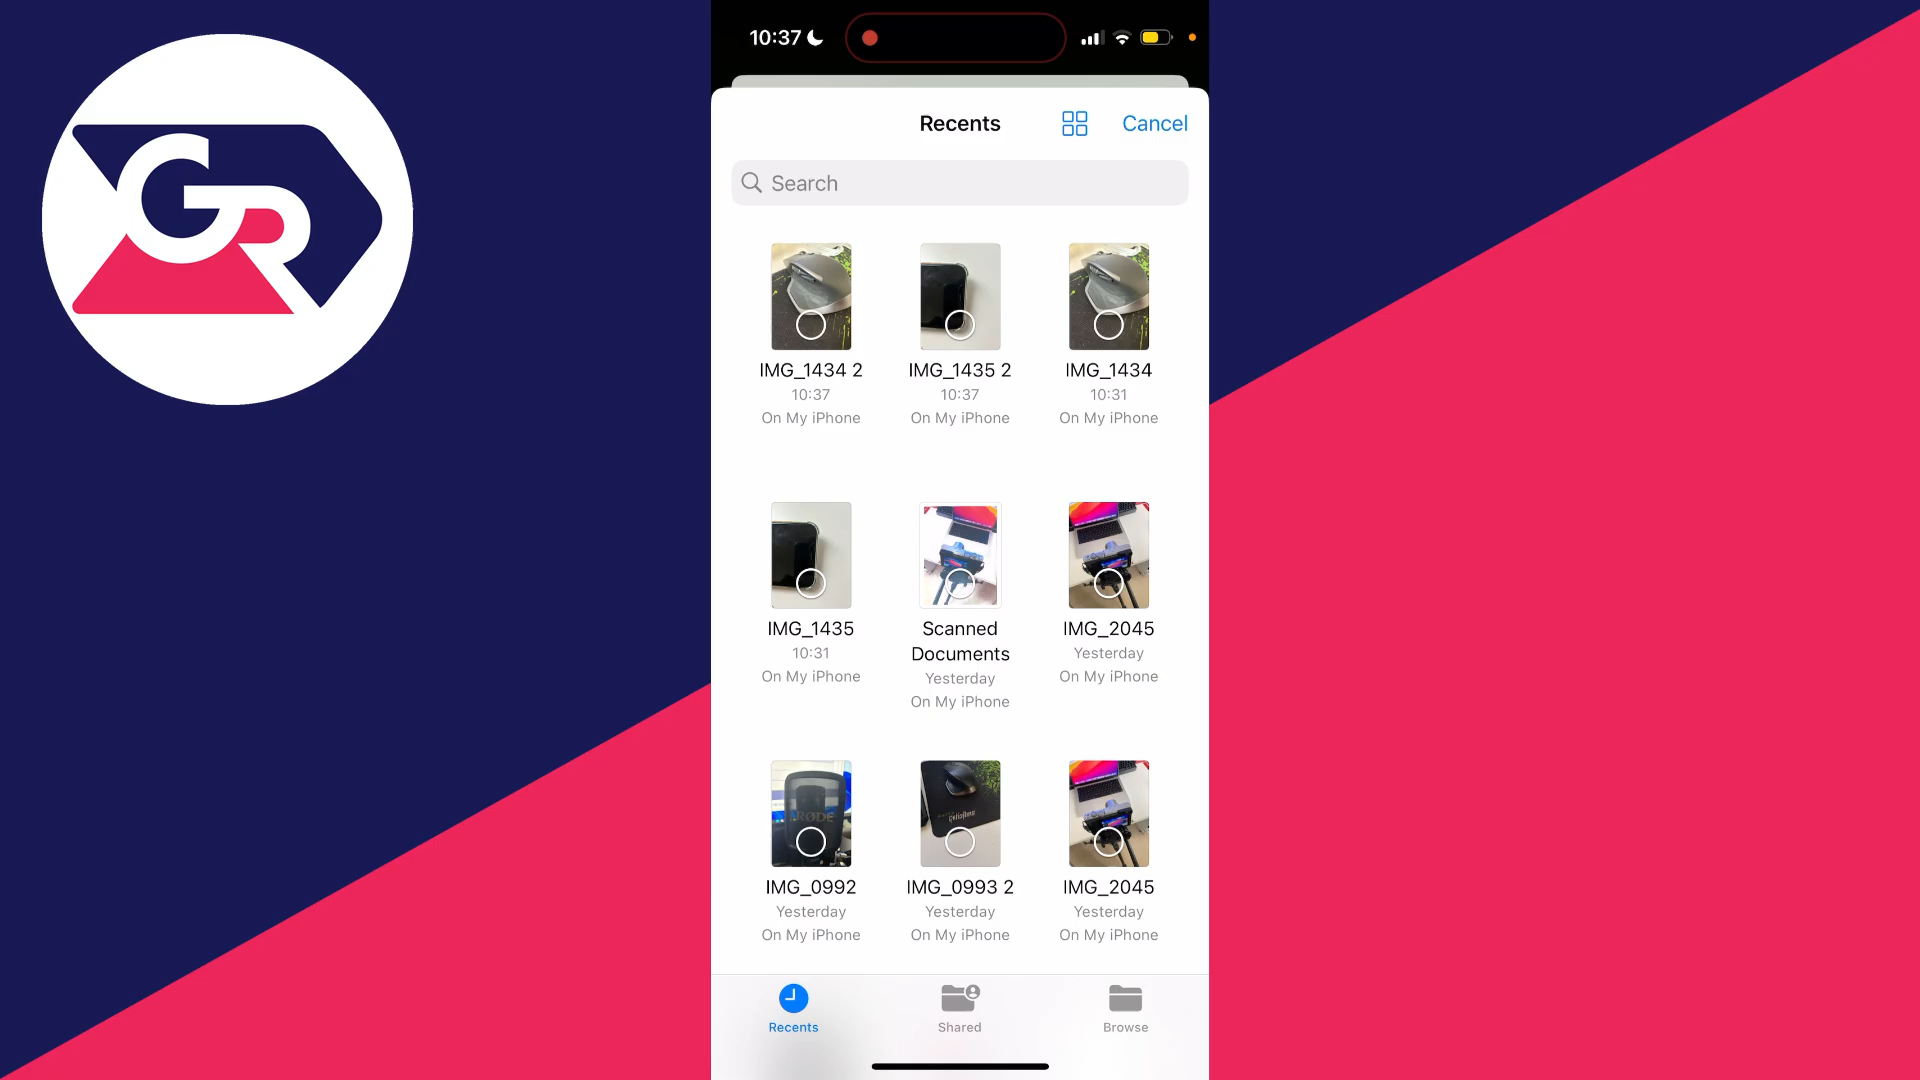 GR
10:37
Recents
Cancel
Search
IMG_1434 2
10:37
On My iPhone
IMG_1435 2
10:37
On My iPhone
IMG_1434
10:31
On My iPhone
IMG_1435
10:31
On My iPhone
Scanned
Documents
Yesterday
On My iPhone
IMG_2045
Yesterday
On My iPhone
RØDE
IMG_0992
Yesterday
On My iPhone
IMG_0993 2
Yesterday
On My iPhone
IMG_2045
Yesterday
On My iPhone
Recents
Shared
Browse